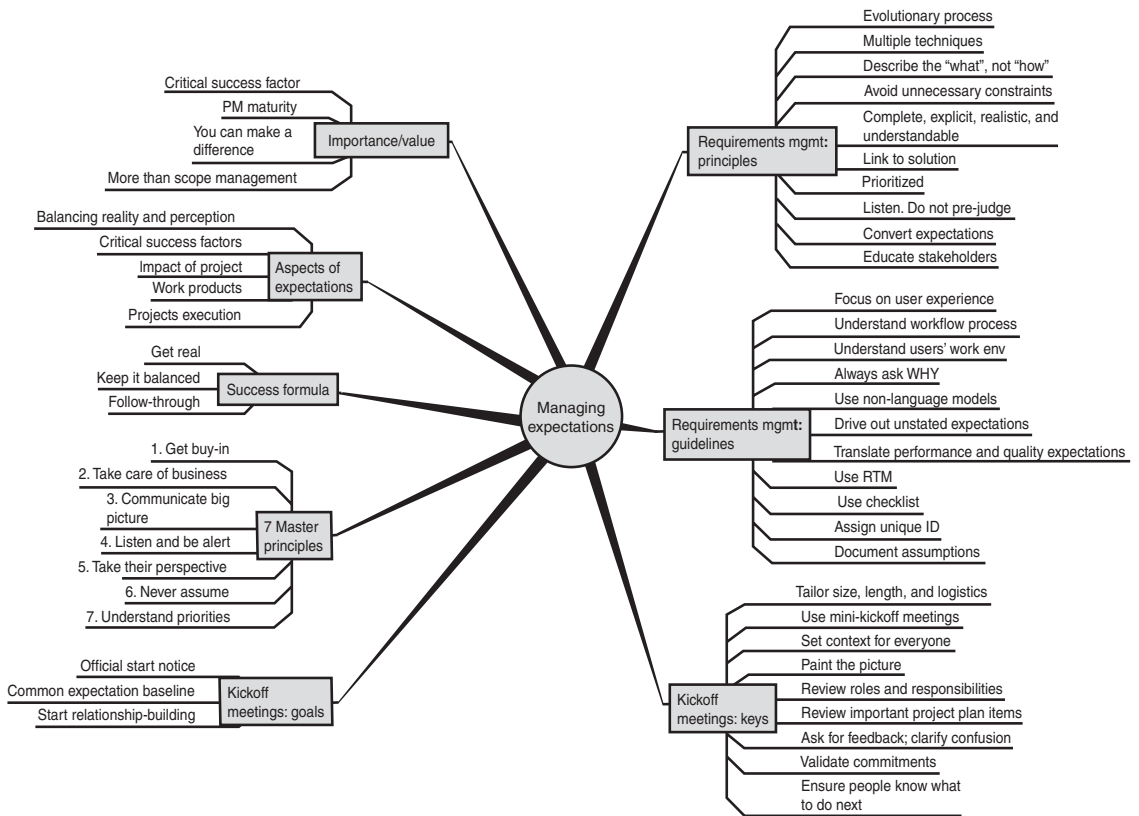 Critical success factor
PM maturity
You can make a
difference
More than scope management
Importance/value
Balancing reality and perception
Critical success factors
Impact of project
Work products
Projects execution
Aspects of
expectations
Get real
Keep it balanced
Follow-through
Success formula
1. Get buy-in
2. Take care of business
3. Communicate big
picture
4. Listen and be alert
5. Take their perspective
6. Never assume
7. Understand priorities
7 Master
principles
Official start notice
Common expectation baseline
Start relationship-building
Kickoff
meetings: goals
Managing
expectations
Requirements mgmt:
principles
Evolutionary process
Multiple techniques
Describe the “what”, not “how”
Avoid unnecessary constraints
Complete, explicit, realistic, and
understandable
Link to solution
Prioritized
Listen. Do not pre-judge
Convert expectations
Educate stakeholders
Requirements mgmt:
guidelines
Focus on user experience
Understand workflow process
Understand users’ work env
Always ask WHY
Use non-language models
Drive out unstated expectations
Translate performance and quality expectations
Use RTM
Use checklist
Assign unique ID
Document assumptions
Kickoff
meetings: keys
Tailor size, length, and logistics
Use mini-kickoff meetings
Set context for everyone
Paint the picture
Review roles and responsibilities
Review important project plan items
Ask for feedback; clarify confusion
Validate commitments
Ensure people know what
to do next